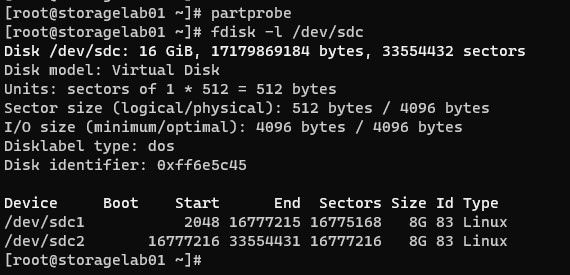 [root@storagelab01 ~]# partprobe
[root@storagelab01 ~]# fdisk -l /dev/sdc
Disk /dev/sdc: 16 GiB, 17179869184 bytes, 33554432 sectors
Disk model: Virtual Disk
Units: sectors of 1 * 512 = 512 bytes
Sector size (logical/physical): 512 bytes / 4096 bytes
I/O size (minimum/optimal): 4096 bytes / 4096 bytes
Disklabel type: dos
Disk identifier: 0xff6e5c45

Device     Boot    Start      End  Sectors Size Id Type
/dev/sdc1           2048 16777215 16775168   8G 83 Linux
/dev/sdc2       16777216 33554431 16777216   8G 83 Linux
[root@storagelab01 ~]#